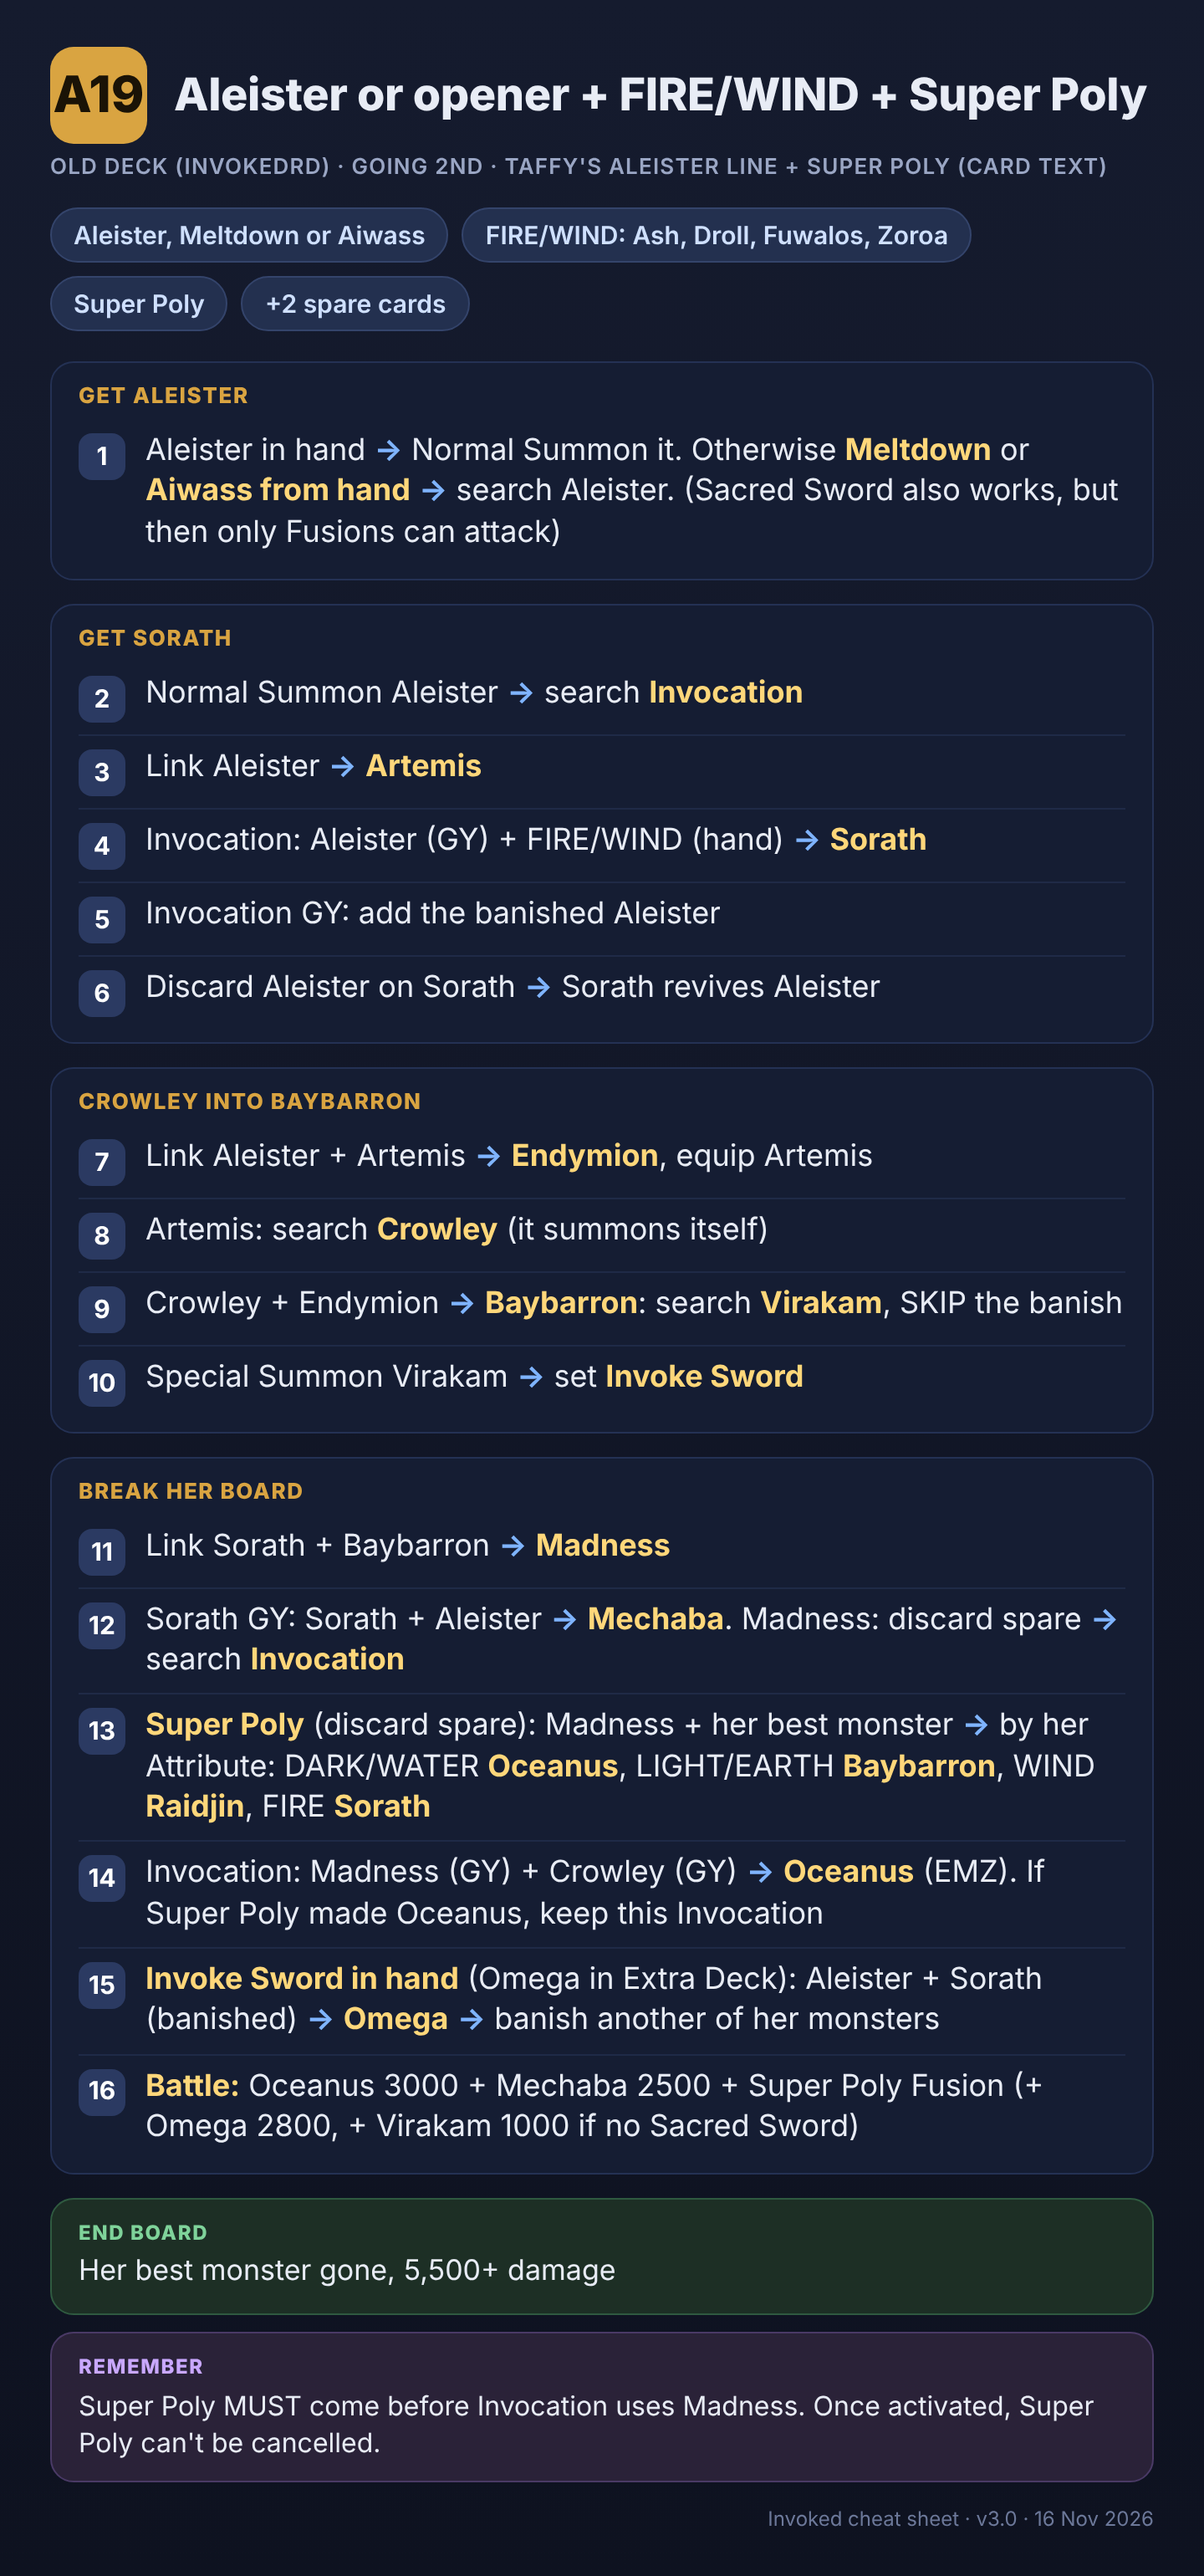 A19
Aleister or opener + FIRE/WIND + Super Poly
OLD DECK (INVOKEDRD) · GOING 2ND · TAFFY'S ALEISTER LINE + SUPER POLY (CARD TEXT)
Aleister, Meltdown or Aiwass
FIRE/WIND: Ash, Droll, Fuwalos, Zoroa
Super Poly
+2 spare cards
GET ALEISTER
1 Aleister in hand → Normal Summon it. Otherwise Meltdown or
Aiwass from hand → search Aleister. (Sacred Sword also works, but
then only Fusions can attack)
GET SORATH
2 Normal Summon Aleister → search Invocation
3 Link Aleister → Artemis
4 Invocation: Aleister (GY) + FIRE/WIND (hand) → Sorath
5 Invocation GY: add the banished Aleister
6 Discard Aleister on Sorath → Sorath revives Aleister
CROWLEY INTO BAYBARRON
7 Link Aleister + Artemis → Endymion, equip Artemis
8 Artemis: search Crowley (it summons itself)
9 Crowley + Endymion → Baybarron: search Virakam, SKIP the banish
10 Special Summon Virakam → set Invoke Sword
BREAK HER BOARD
11 Link Sorath + Baybarron → Madness
12 Sorath GY: Sorath + Aleister → Mechaba. Madness: discard spare →
search Invocation
13 Super Poly (discard spare): Madness + her best monster → by her
Attribute: DARK/WATER Oceanus, LIGHT/EARTH Baybarron, WIND
Raidjin, FIRE Sorath
14 Invocation: Madness (GY) + Crowley (GY) → Oceanus (EMZ). If
Super Poly made Oceanus, keep this Invocation
15 Invoke Sword in hand (Omega in Extra Deck): Aleister + Sorath
(banished) → Omega → banish another of her monsters
16 Battle: Oceanus 3000 + Mechaba 2500 + Super Poly Fusion (+
Omega 2800, + Virakam 1000 if no Sacred Sword)
END BOARD
Her best monster gone, 5,500+ damage
REMEMBER
Super Poly MUST come before Invocation uses Madness. Once activated, Super
Poly can't be cancelled.
Invoked cheat sheet · v3.0 · 16 Nov 2026